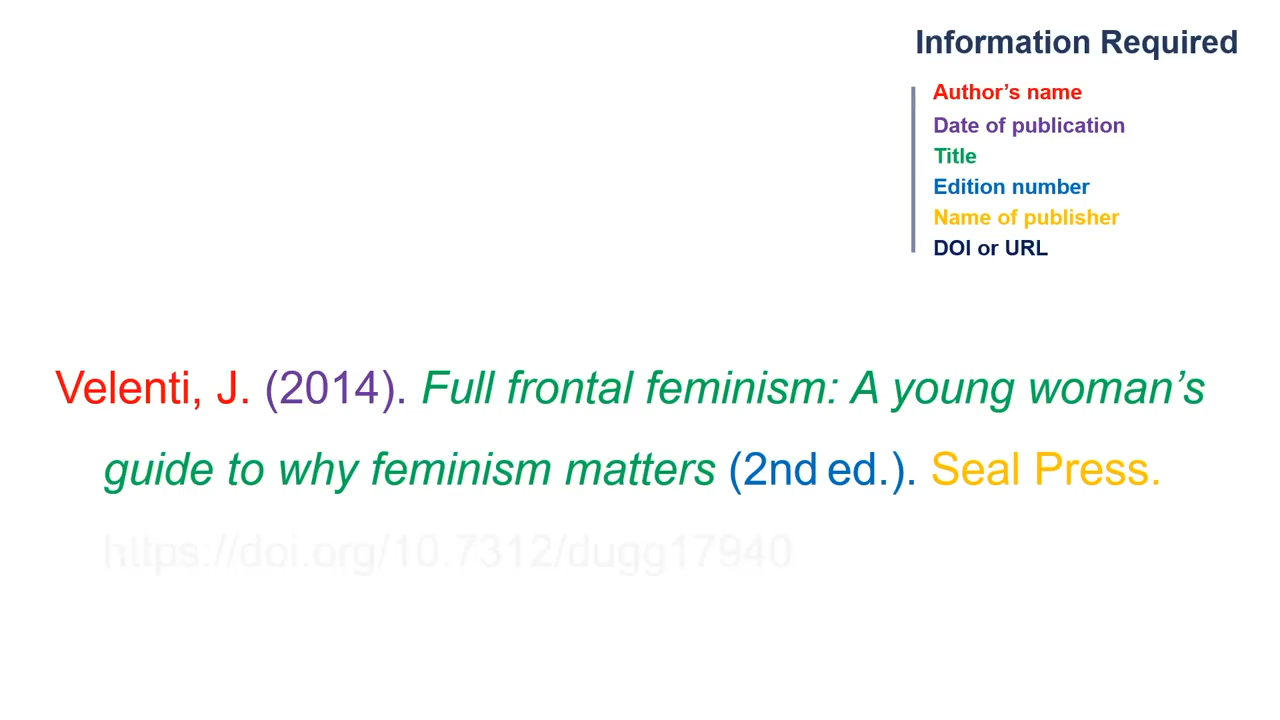 Information Required
Author’s name
Date of publication
Title
Edition number
Name of publisher
DOI or URL
Velenti, J. (2014). Full frontal feminism: A young woman’s
guide to why feminism matters (2nd ed.). Seal Press.
https://doi.org/10.7312/dugg17940